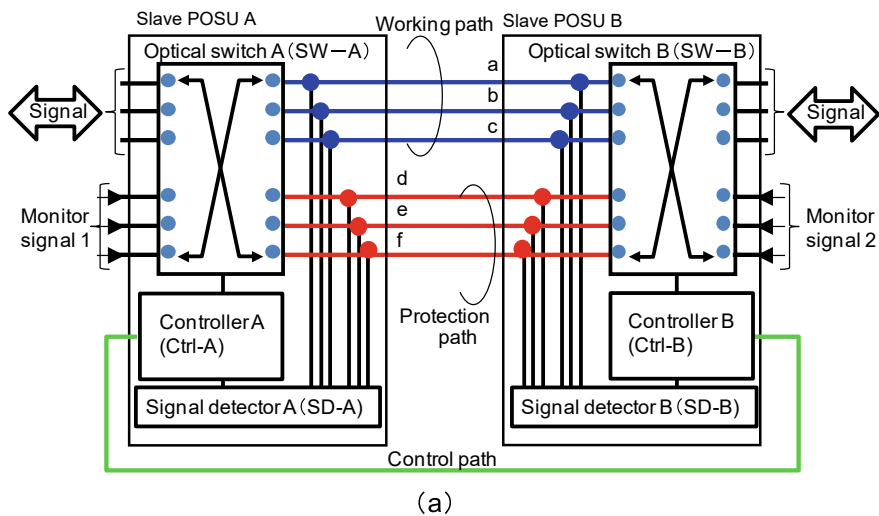 Slave POSU A
Working path
Slave POSU B
Optical switch A（SW－A）
Optical switch B（SW－B）
a
b
c
Signal
Signal
d
e
f
Monitor
signal 1
Monitor
signal 2
Protection
path
Controller A
(Ctrl-A)
Controller B
(Ctrl-B)
Signal detector A（SD-A）
Signal detector B（SD-B）
Control path
（a）